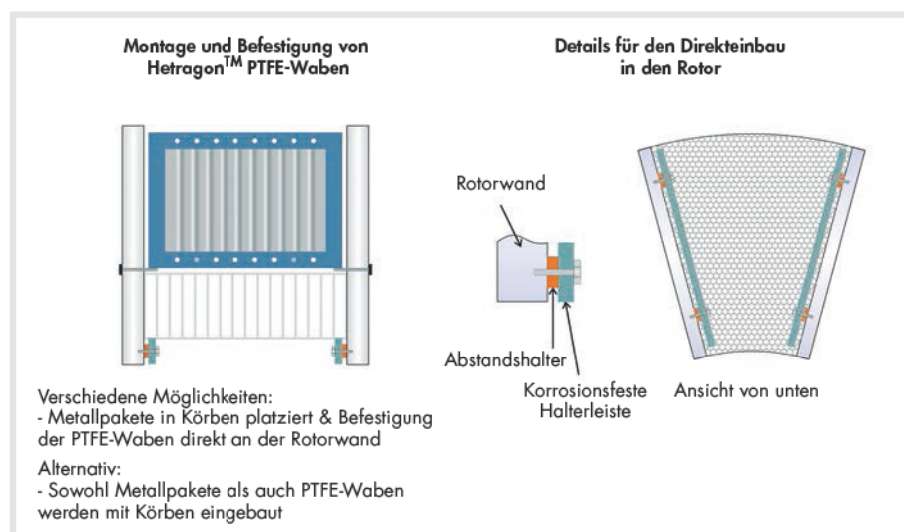 Montage und Befestigung von
Hetragon™ PTFE-Waben
Details für den Direkteinbau
in den Rotor
Rotorwand
Abstandshalter
Korrosionsfeste
Halterleiste
Ansicht von unten
Verschiedene Möglichkeiten:
- Metallpakete in Körben platziert & Befestigung
der PTFE-Waben direkt an der Rotorwand
Alternativ:
- Sowohl Metallpakete als auch PTFE-Waben
werden mit Körben eingebaut